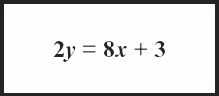 2y = 8x + 3